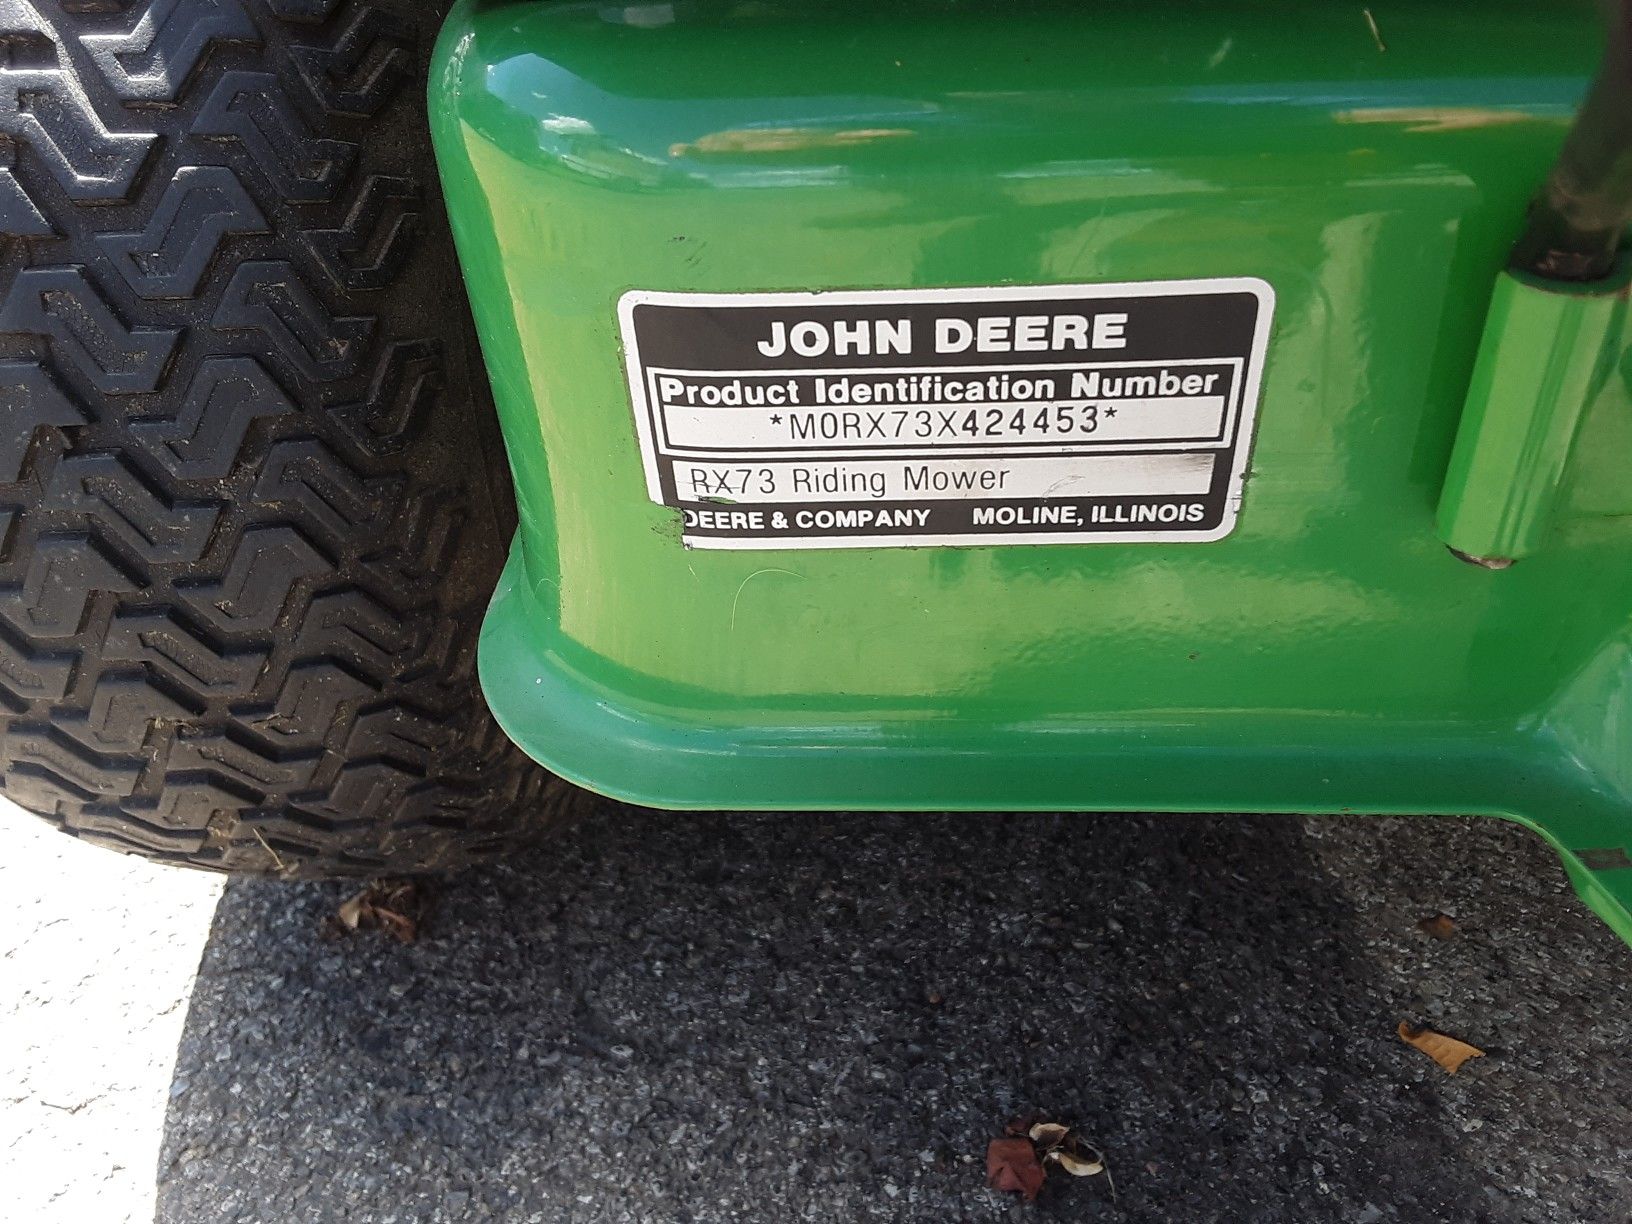 JOHN DEERE
Product Identification Number
*M0RX73X424453*
RX73 Riding Mower
DEERE & COMPANY MOLINE, ILLINOIS